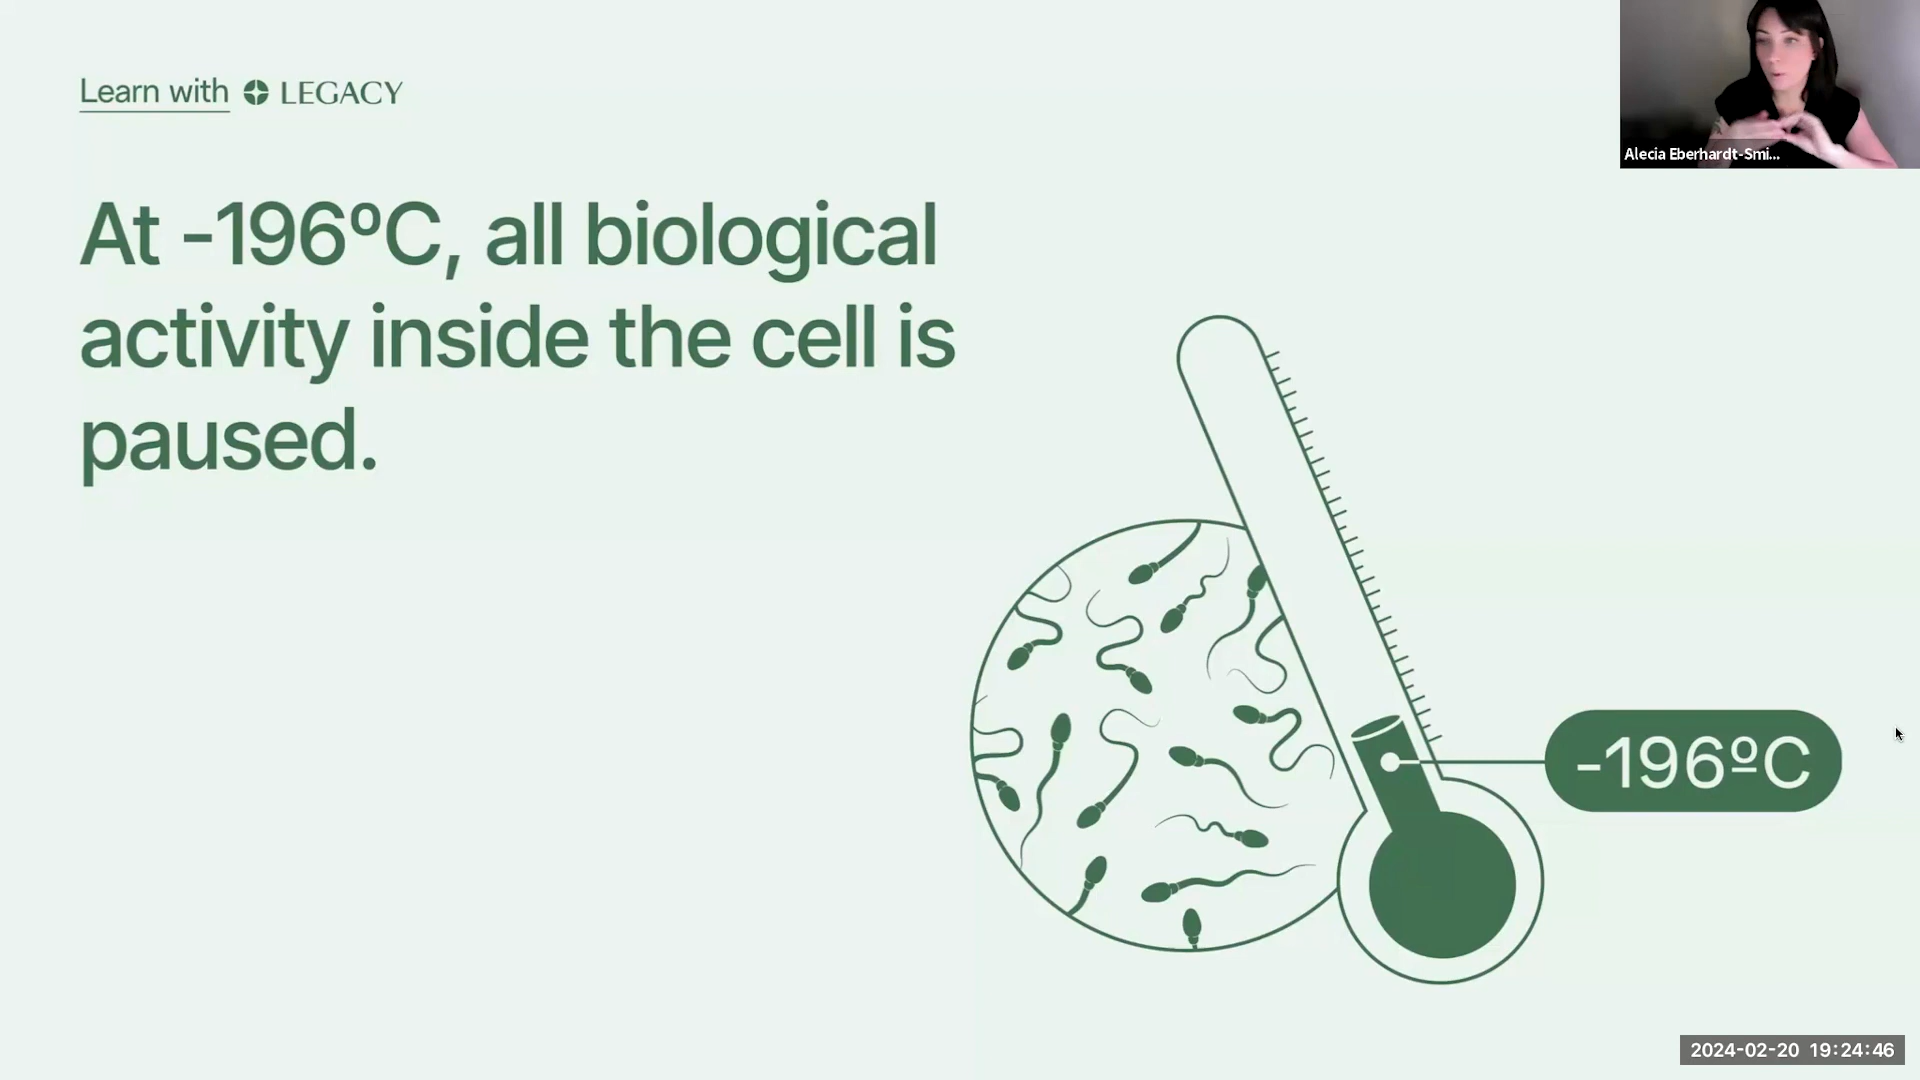 Learn with LEGACY
Alecia Eberhardt-Smi...
At -196ºC, all biological
activity inside the cell is
paused.
-196ºC
2024-02-20 19:24:46